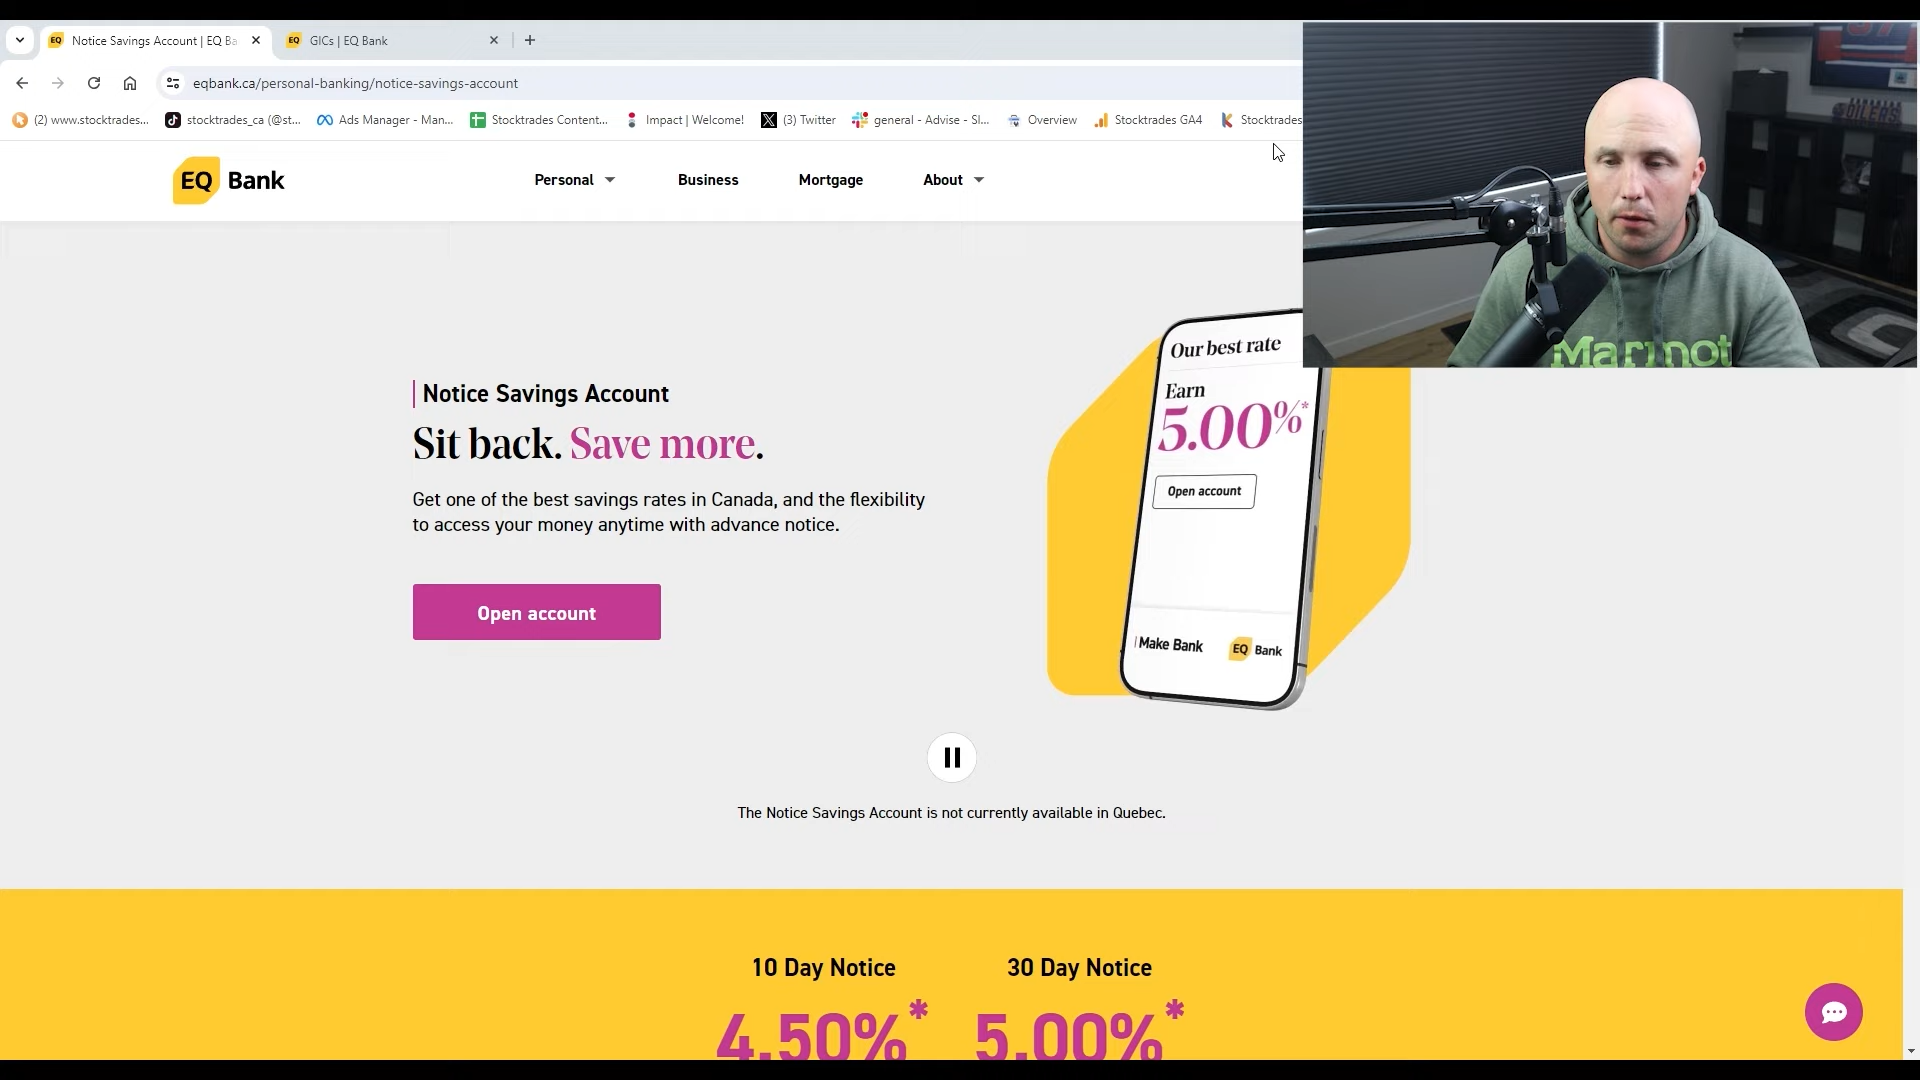 EQ Notice Savings Account | EQ Ba
EQ GICs | EQ Bank
eqbank.ca/personal-banking/notice-savings-account
(2) www.stocktrades...
stocktrades_ca (@st...
Ads Manager - Man...
Stocktrades Content...
Impact | Welcome!
(3) Twitter
general - Advise - Sl...
Overview
Stocktrades GA4
Stocktrades
EQ Bank
Personal
Business
Mortgage
About
Notice Savings Account
Sit back. Save more.
Get one of the best savings rates in Canada, and the flexibility
to access your money anytime with advance notice.
Open account
Our best rate
Earn
5.00%*
Open account
Make Bank
EQ Bank
Marmot
OILERS
The Notice Savings Account is not currently available in Quebec.
10 Day Notice
30 Day Notice
4.50%*
5.00%*